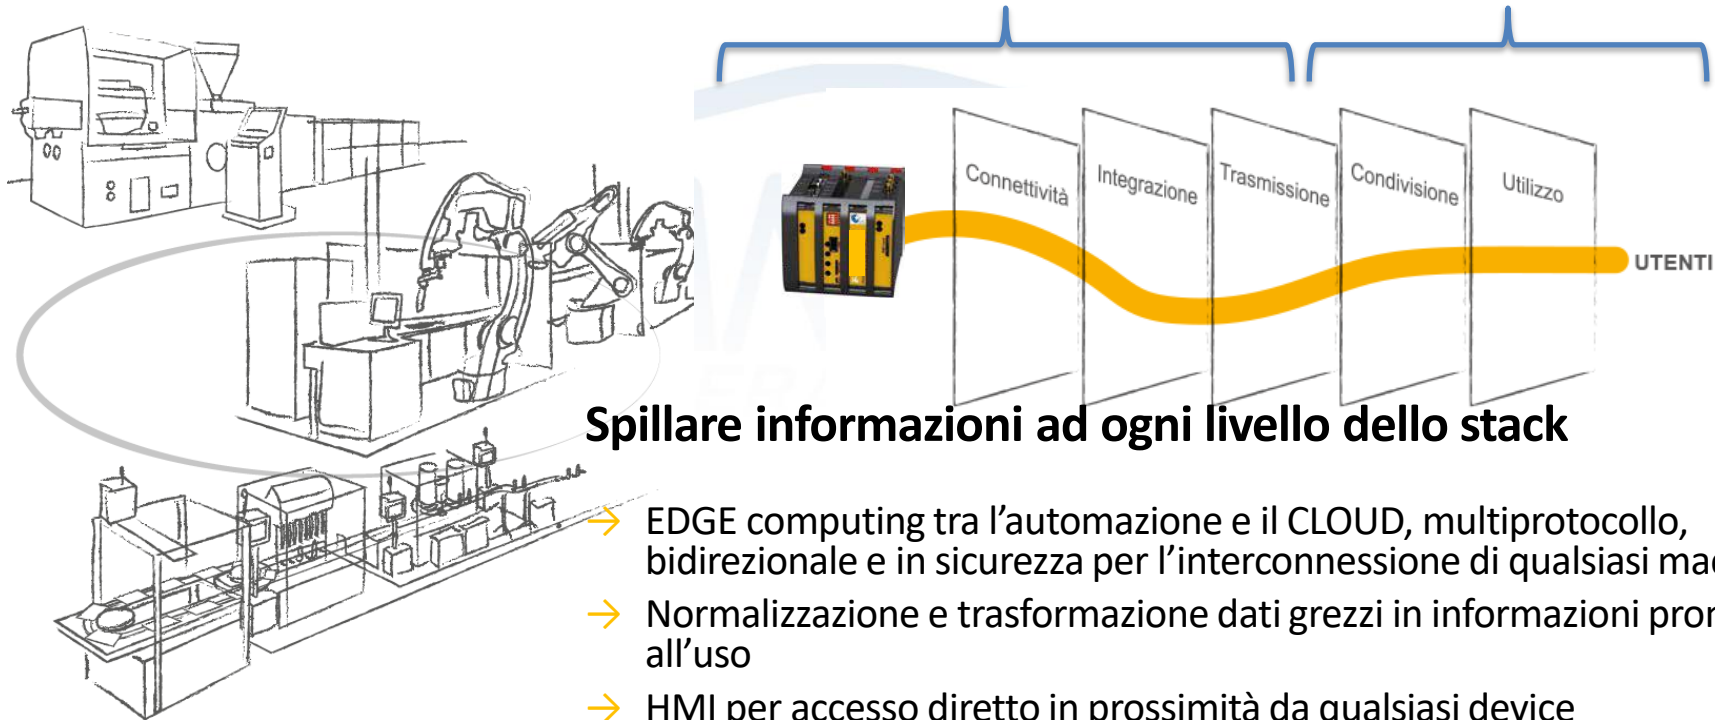 Connettività
Integrazione
Trasmissione
Condivisione
Utilizzo
UTENTI
Spillare informazioni ad ogni livello dello stack
→ EDGE computing tra l’automazione e il CLOUD, multiprotocollo,
bidirezionale e in sicurezza per l’interconnessione di qualsiasi
→ Normalizzazione e trasformazione dati grezzi in informazioni
all’uso
→ HMI per accesso diretto in prossimità da qualsiasi device